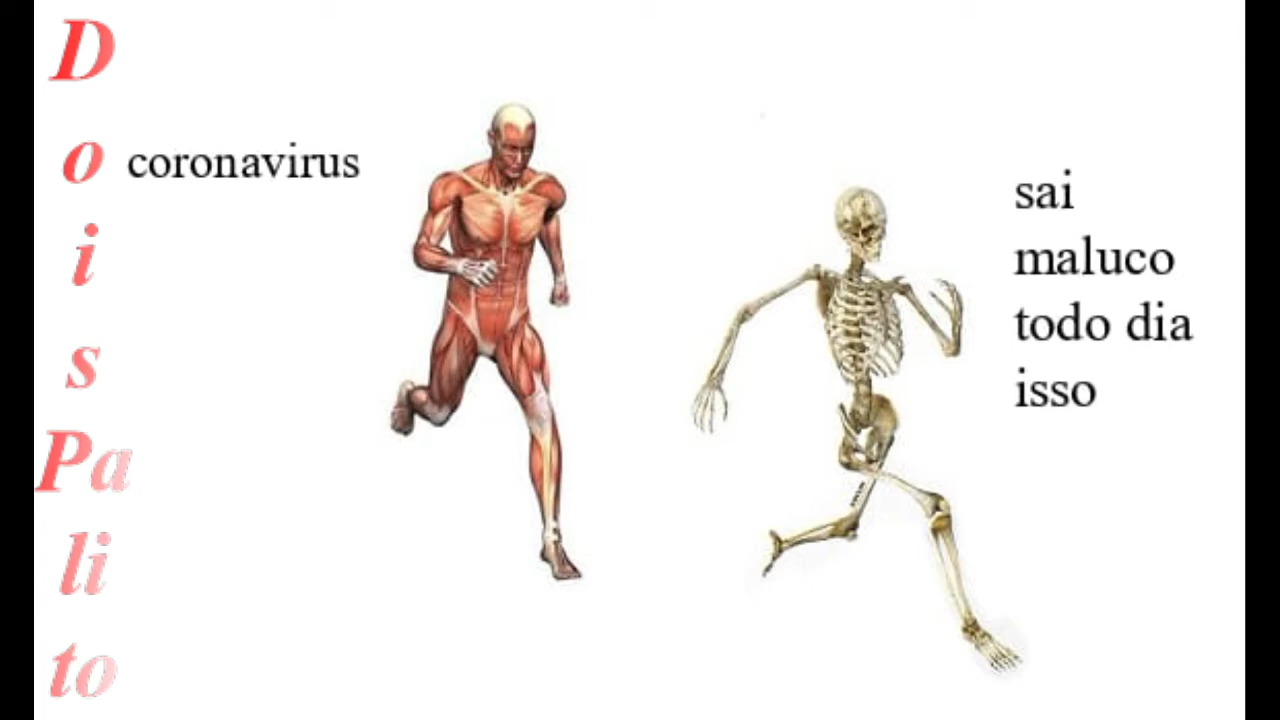 D
o
i
s
Pa
li
to
coronavirus
sai
maluco
todo dia
isso